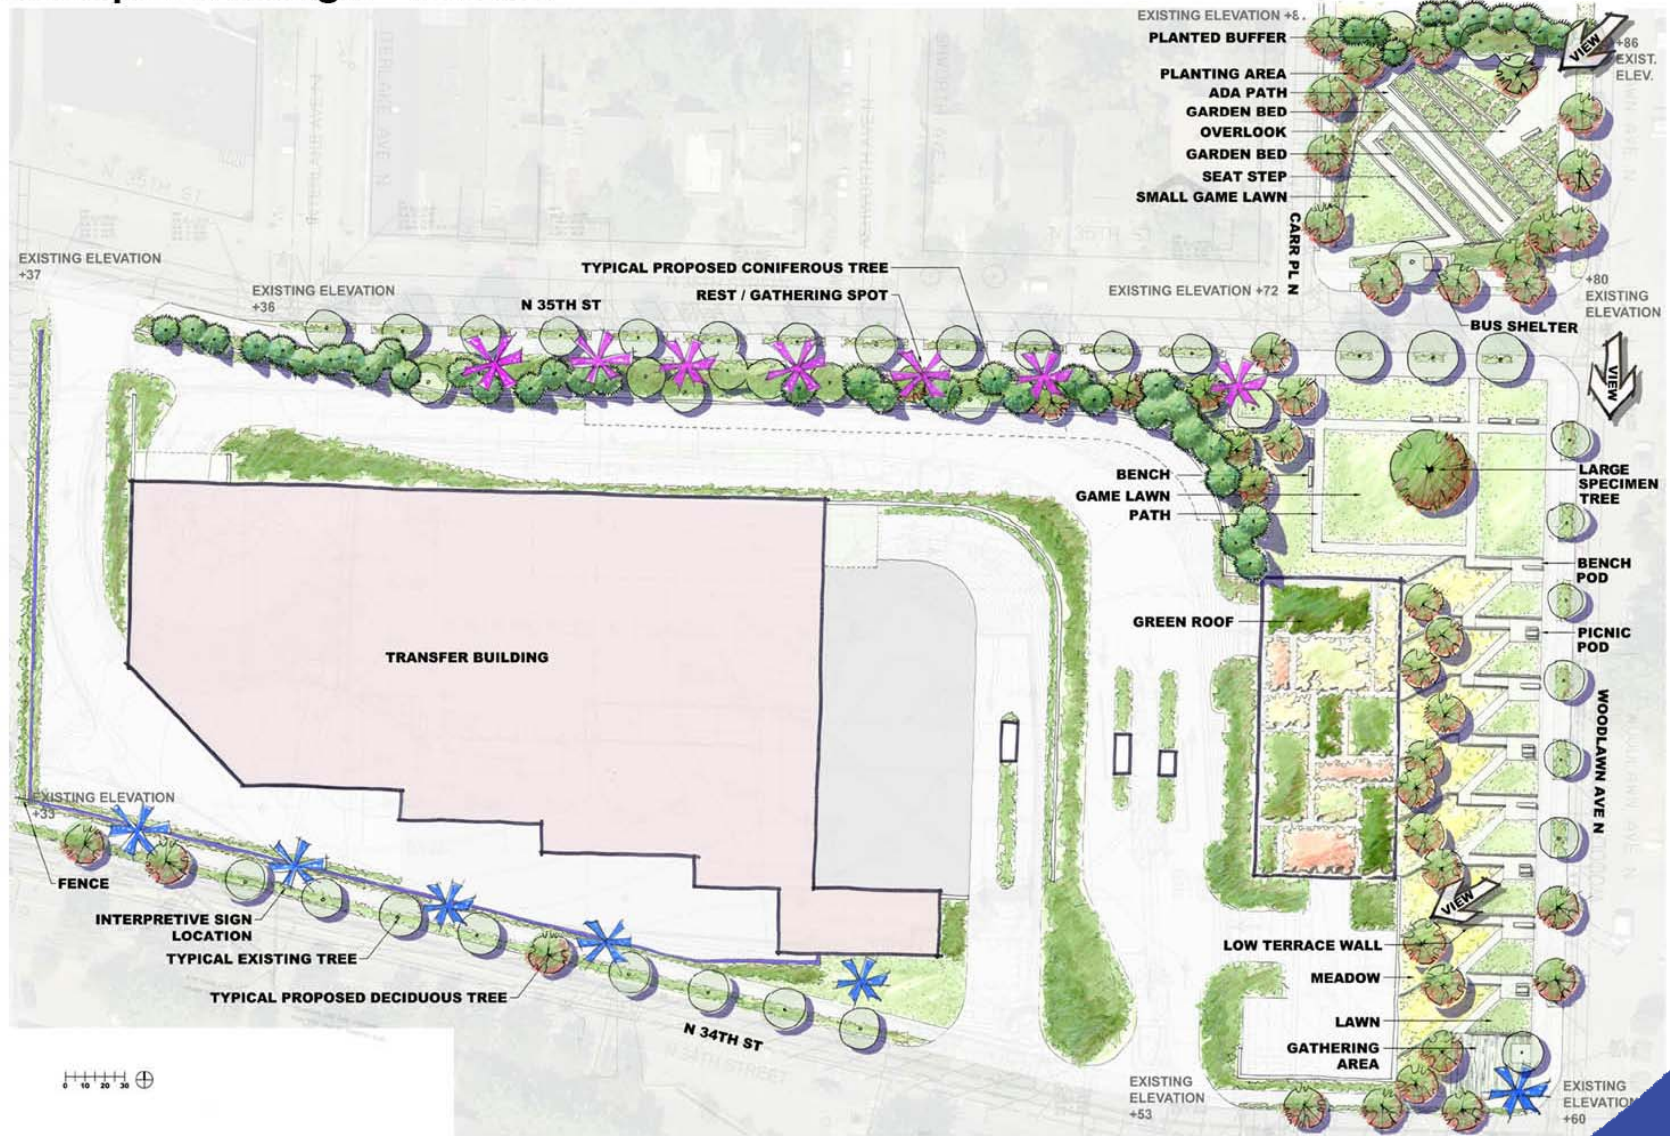 EXISTING ELEVATION +8
PLANTED BUFFER
VIEW
+86
EXIST.
ELEV.
PLANTING AREA
ADA PATH
GARDEN BED
OVERLOOK
GARDEN BED
SEAT STEP
SMALL GAME LAWN
CARR PL N
N 35TH ST
EXISTING ELEVATION
+37
TYPICAL PROPOSED CONIFEROUS TREE
REST / GATHERING SPOT
EXISTING ELEVATION
+36
N 35TH ST
EXISTING ELEVATION +72
+80
EXISTING
ELEVATION
BUS SHELTER
VIEW
BENCH
GAME LAWN
PATH
LARGE
SPECIMEN
TREE
BENCH
POD
GREEN ROOF
PICNIC
POD
TRANSFER BUILDING
WOODLAWN AVE N
EXISTING ELEVATION
+33
FENCE
INTERPRETIVE SIGN
LOCATION
TYPICAL EXISTING TREE
TYPICAL PROPOSED DECIDUOUS TREE
VIEW
LOW TERRACE WALL
MEADOW
LAWN
GATHERING
AREA
N 34TH ST
N 34TH STREET
0 10 20 30
EXISTING
ELEVATION
+53
EXISTING
ELEVATION
+60